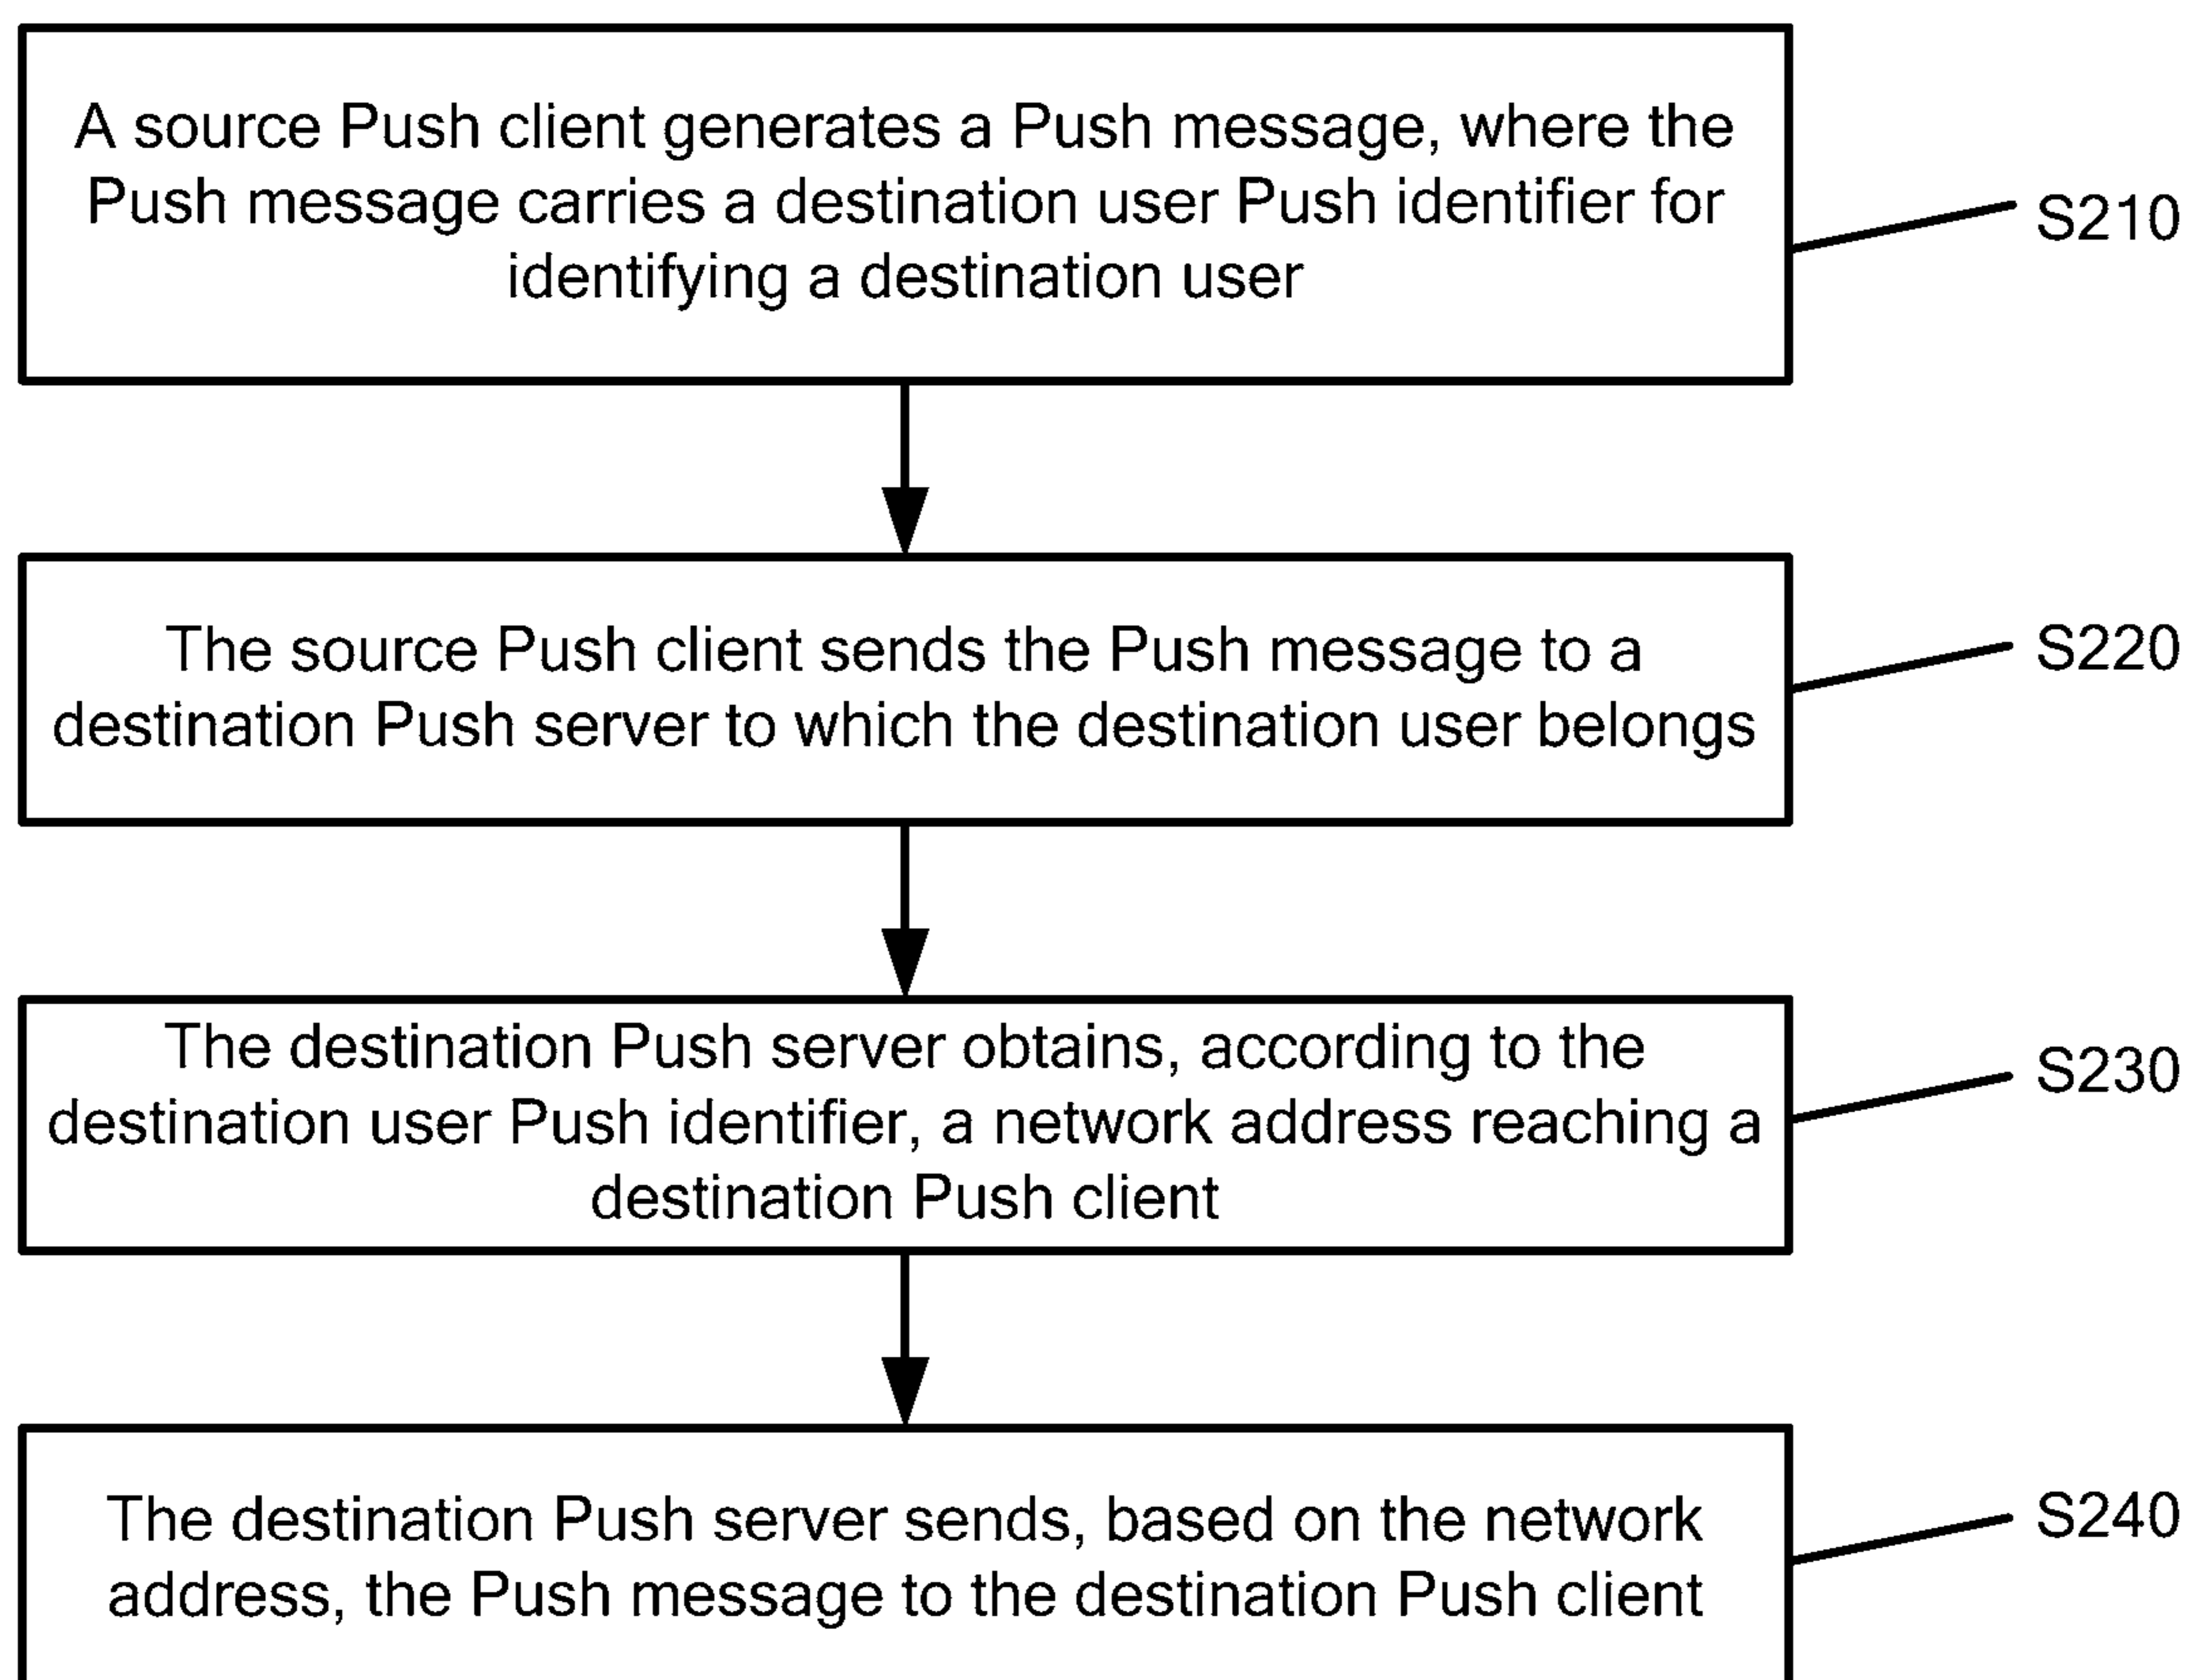 A source Push client generates a Push message, where the
Push message carries a destination user Push identifier for
identifying a destination user
S210
The source Push client sends the Push message to a
destination Push server to which the destination user belongs
S220
The destination Push server obtains, according to the
destination user Push identifier, a network address reaching a
destination Push client
S230
The destination Push server sends, based on the network
address, the Push message to the destination Push client
S240